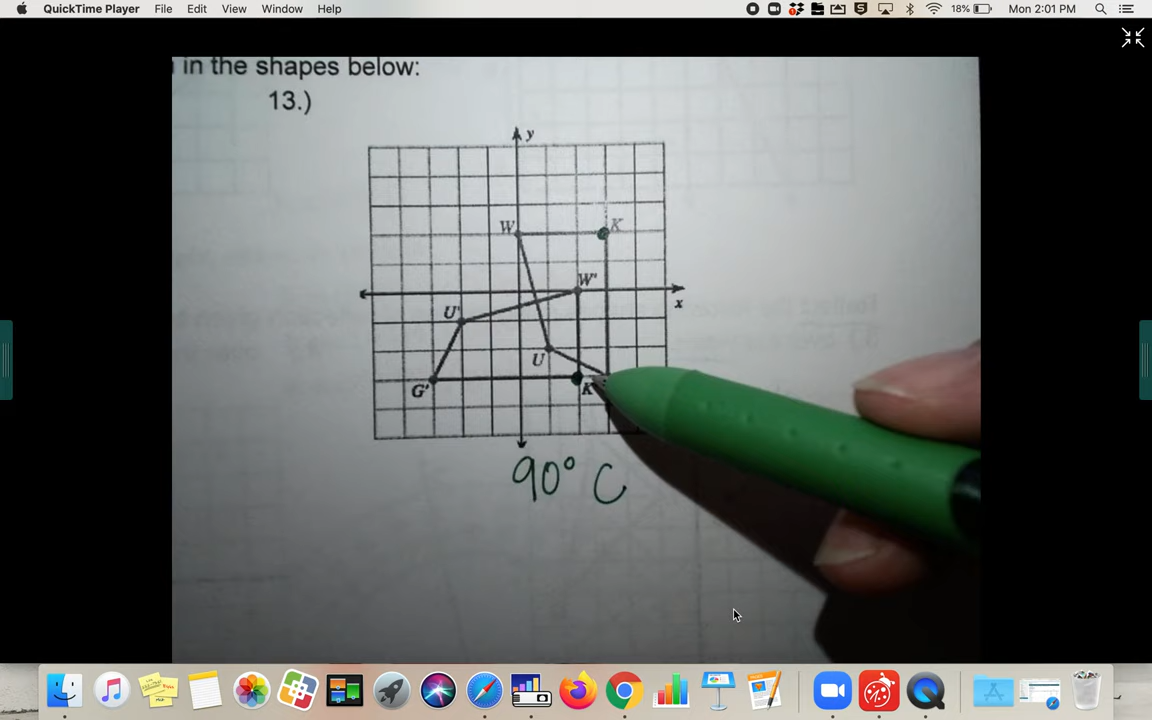 QuickTime Player File Edit View Window Help 18% Mon 2:01 PM
in the shapes below:
13.)
y
W K
W'
x
U'
U
G' K
90° C